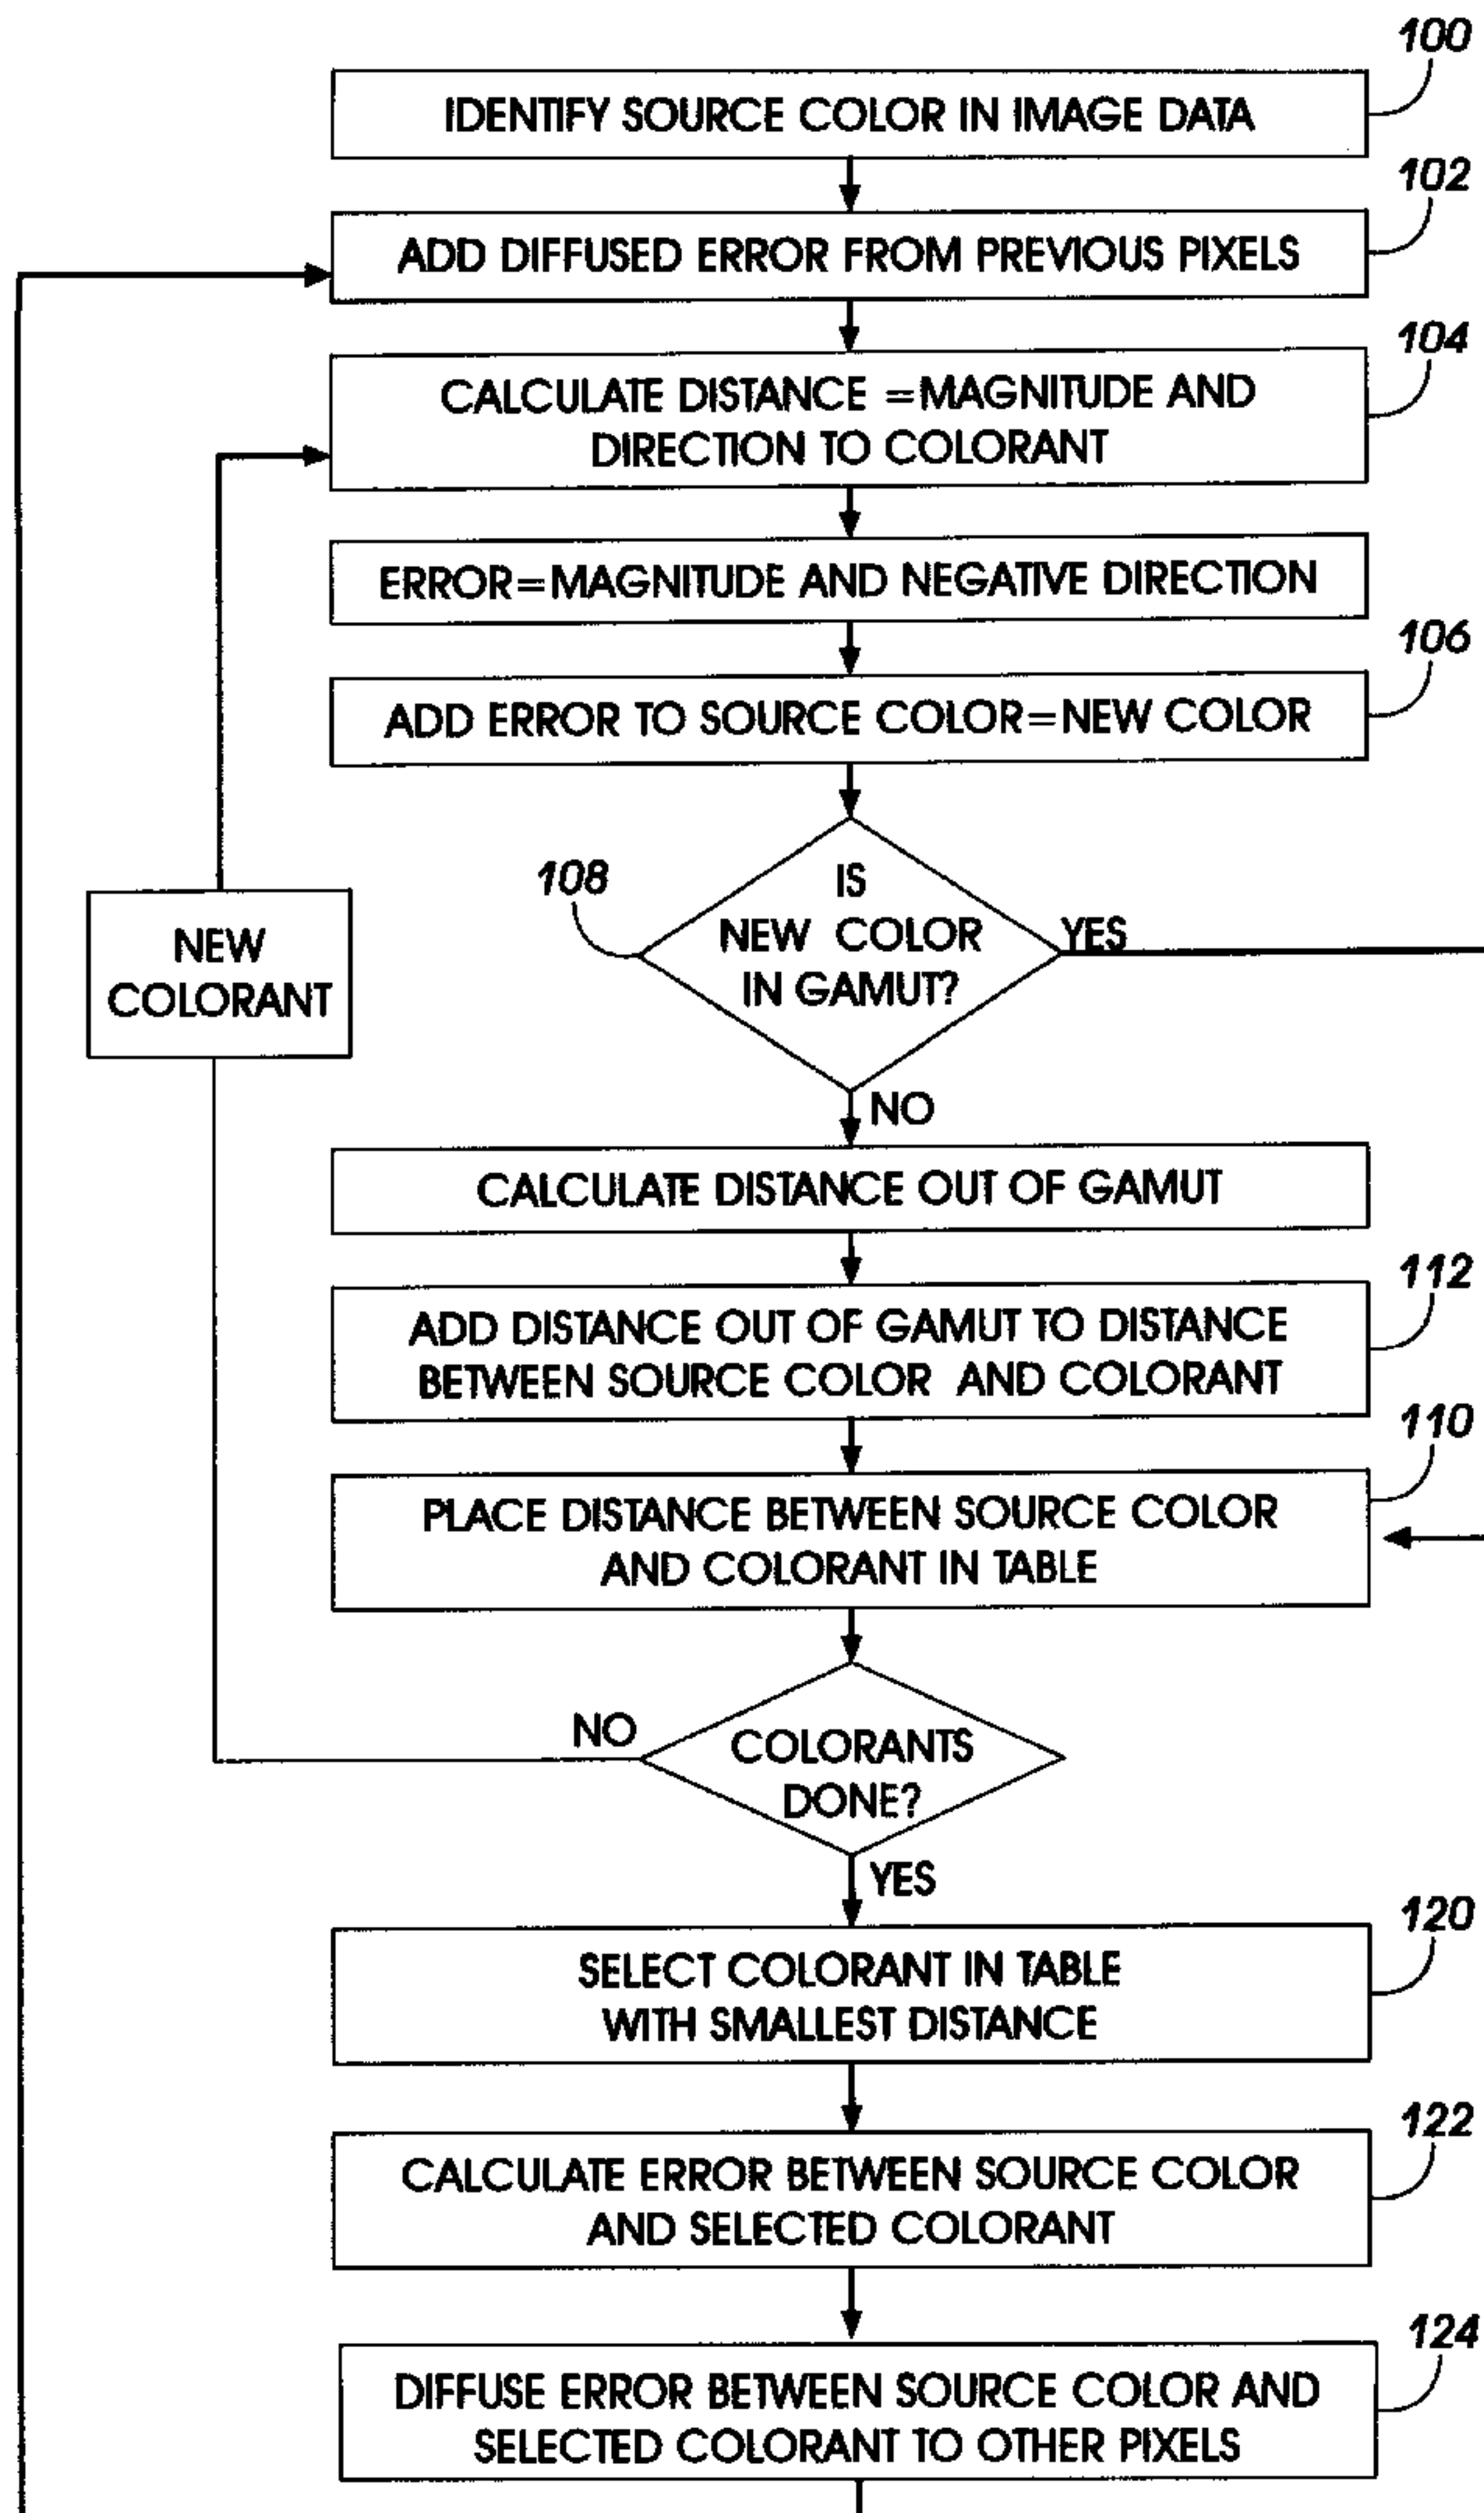 100
IDENTIFY SOURCE COLOR IN IMAGE DATA
102
ADD DIFFUSED ERROR FROM PREVIOUS PIXELS
104
CALCULATE DISTANCE =MAGNITUDE AND
DIRECTION TO COLORANT
ERROR=MAGNITUDE AND NEGATIVE DIRECTION
106
ADD ERROR TO SOURCE COLOR=NEW COLOR
108
IS
NEW COLOR
IN GAMUT?
YES
NEW
COLORANT
NO
CALCULATE DISTANCE OUT OF GAMUT
112
ADD DISTANCE OUT OF GAMUT TO DISTANCE
BETWEEN SOURCE COLOR AND COLORANT
110
PLACE DISTANCE BETWEEN SOURCE COLOR
AND COLORANT IN TABLE
NO
COLORANTS
DONE?
YES
120
SELECT COLORANT IN TABLE
WITH SMALLEST DISTANCE
122
CALCULATE ERROR BETWEEN SOURCE COLOR
AND SELECTED COLORANT
124
DIFFUSE ERROR BETWEEN SOURCE COLOR AND
SELECTED COLORANT TO OTHER PIXELS